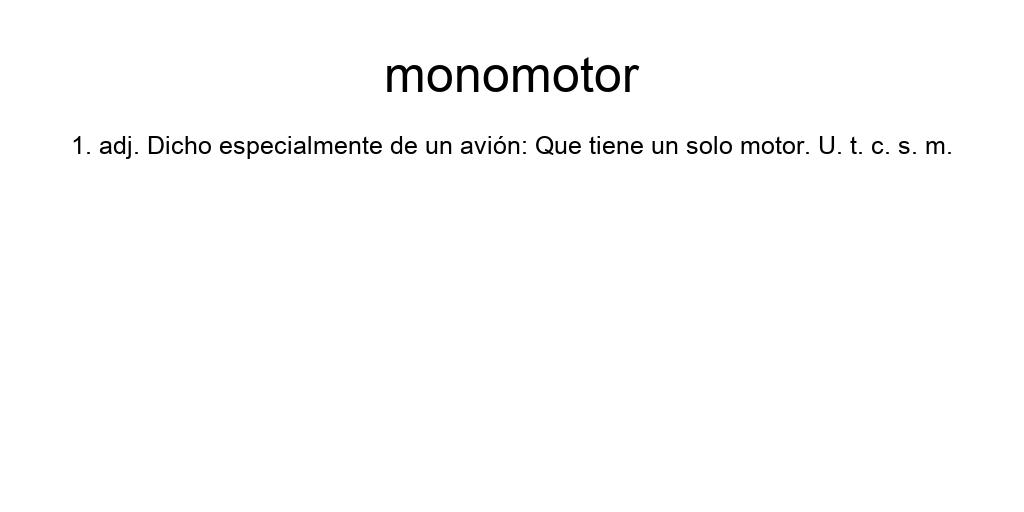 monomotor
1. adj. Dicho especialmente de un avión: Que tiene un solo motor. U. t. c. s. m.